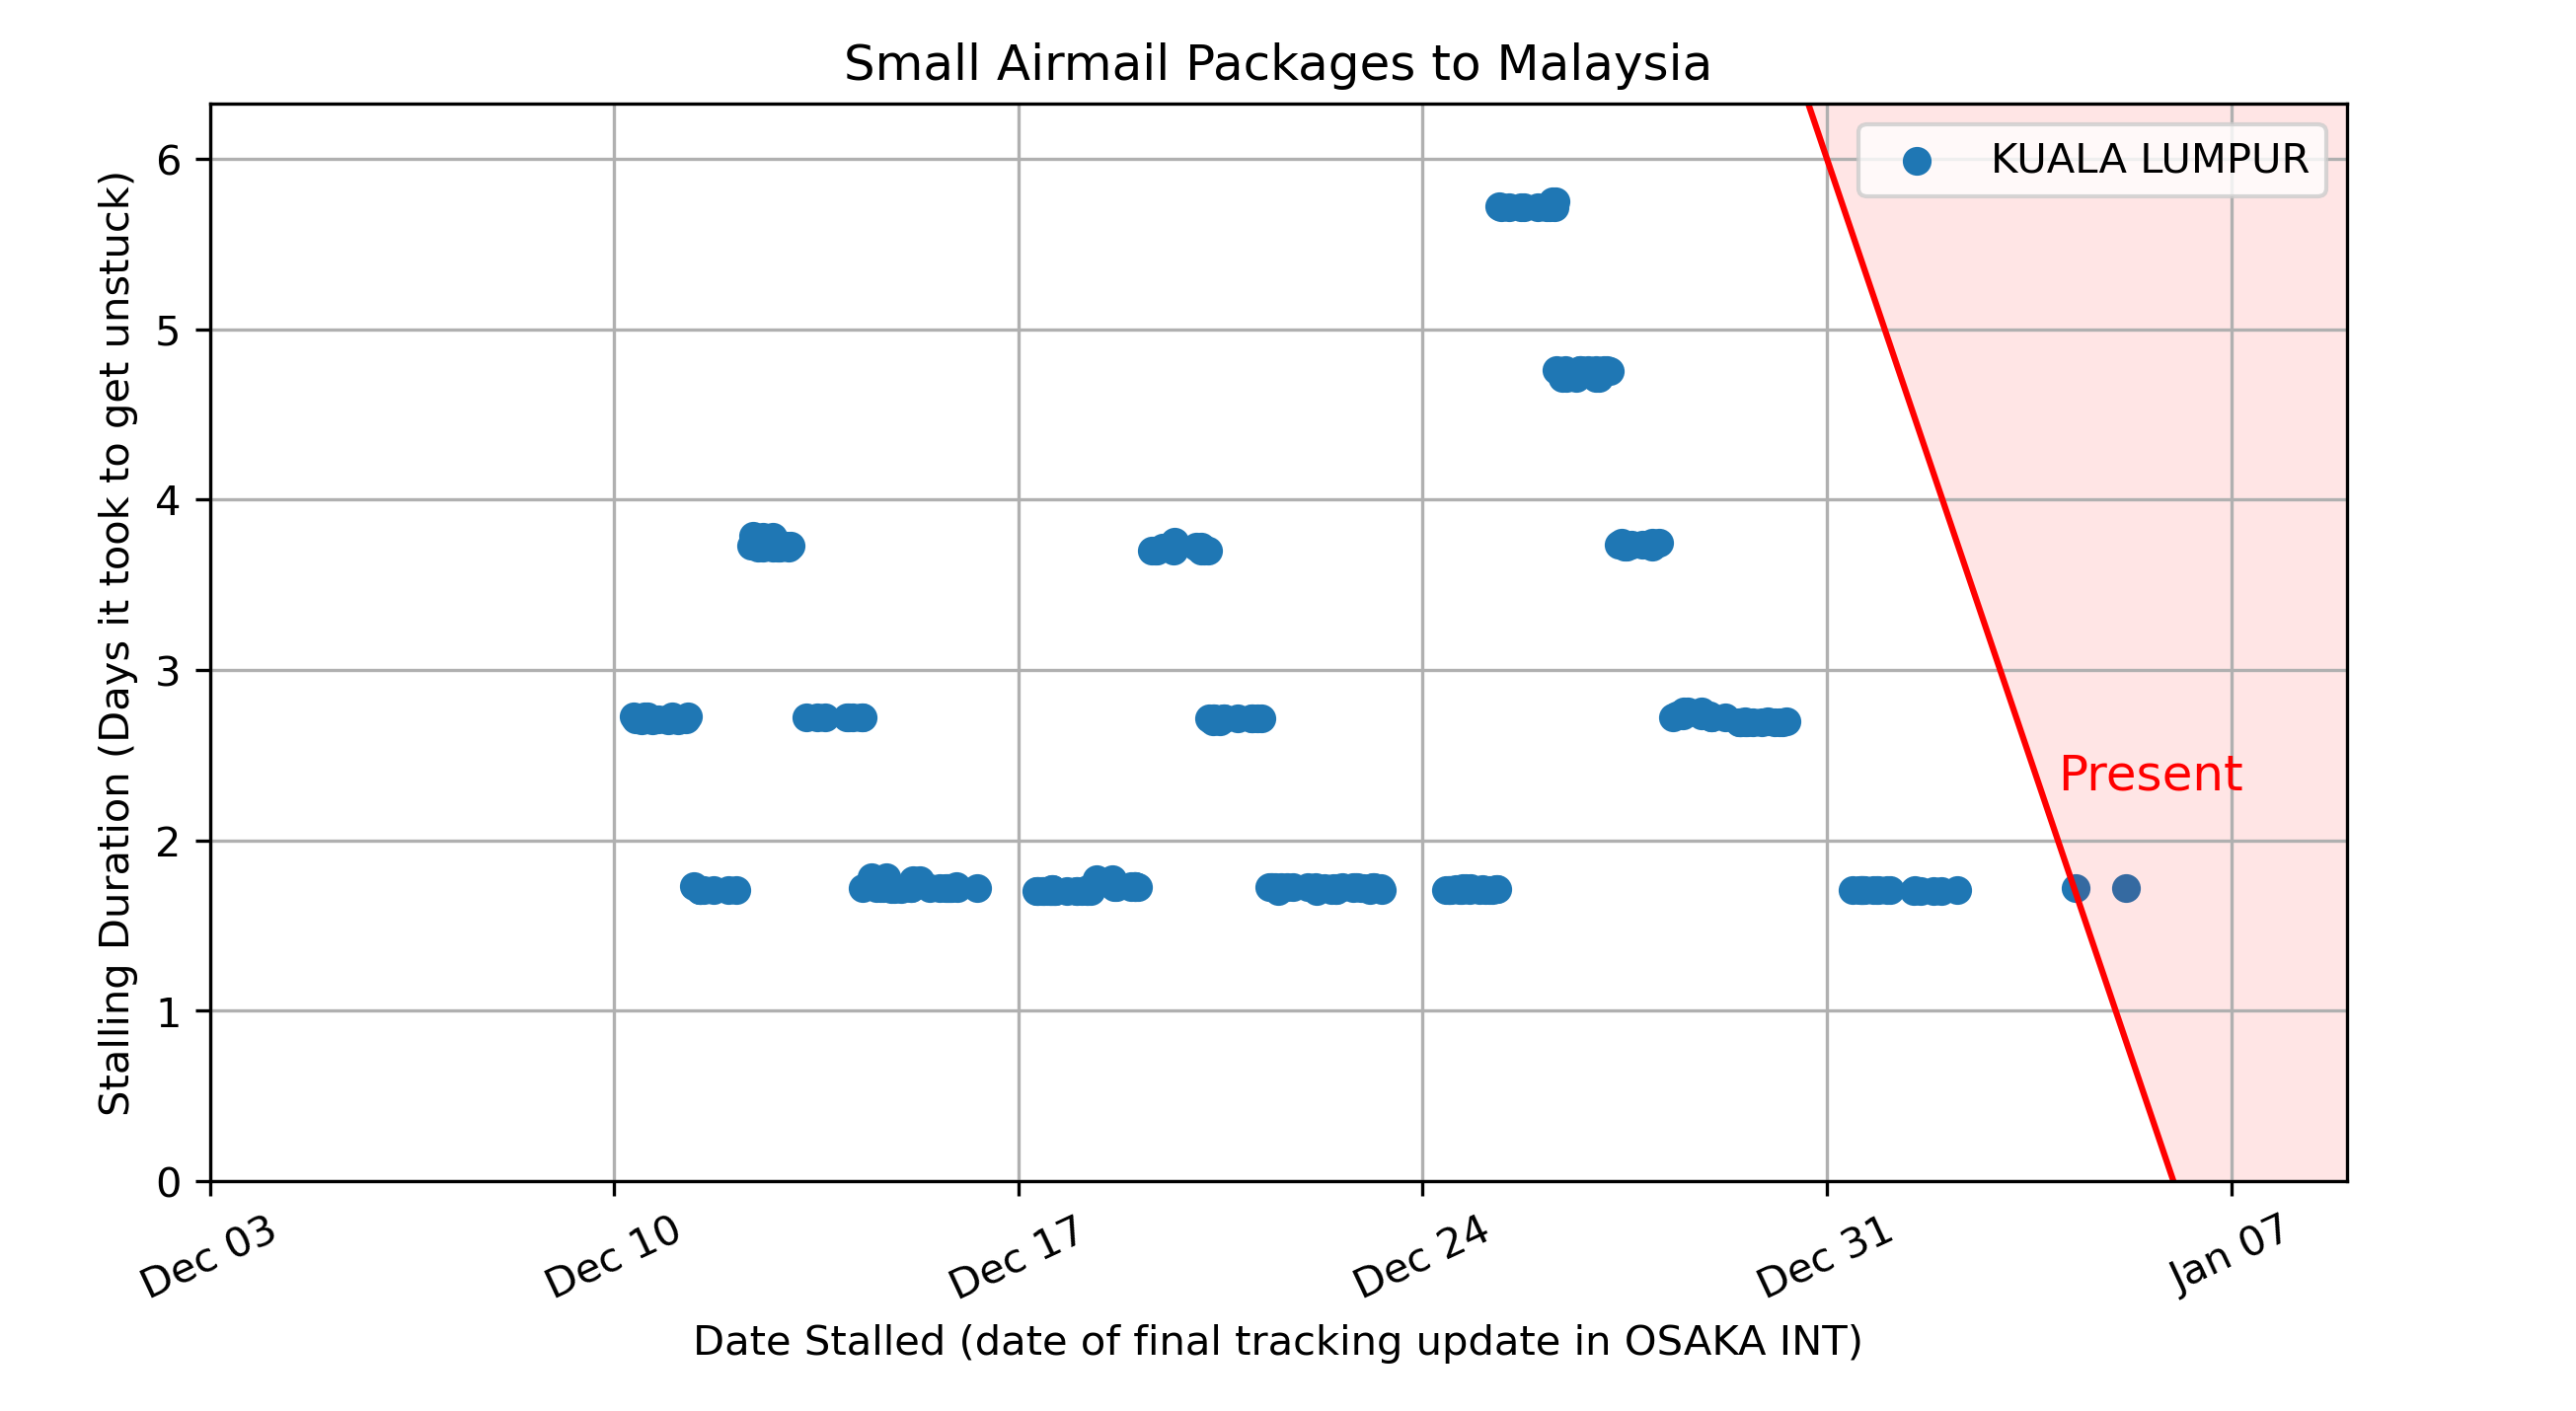 Small Airmail Packages to Malaysia
KUALA LUMPUR
Present
Stalling Duration (Days it took to get unstuck)
6
5
4
3
2
1
0
Dec 03
Dec 10
Dec 17
Dec 24
Dec 31
Jan 07
Date Stalled (date of final tracking update in OSAKA INT)